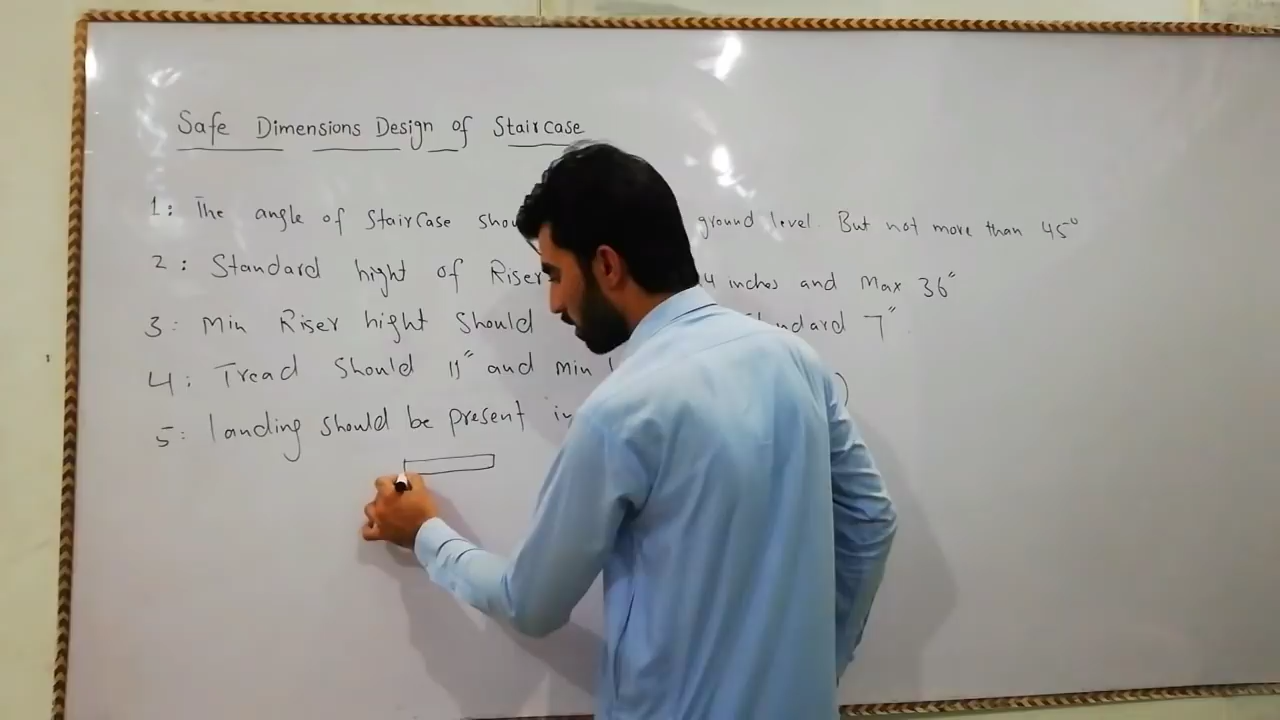 Safe Dimensions Design of Staircase
1: The angle of StairCase shou ground level. But not more than 45°
2: Standard hight of Riser 4 inches and Max 36"
3: Min Riser hight Should ndard 7".
4: Tread Should 11" and min )
5: landing should be present in